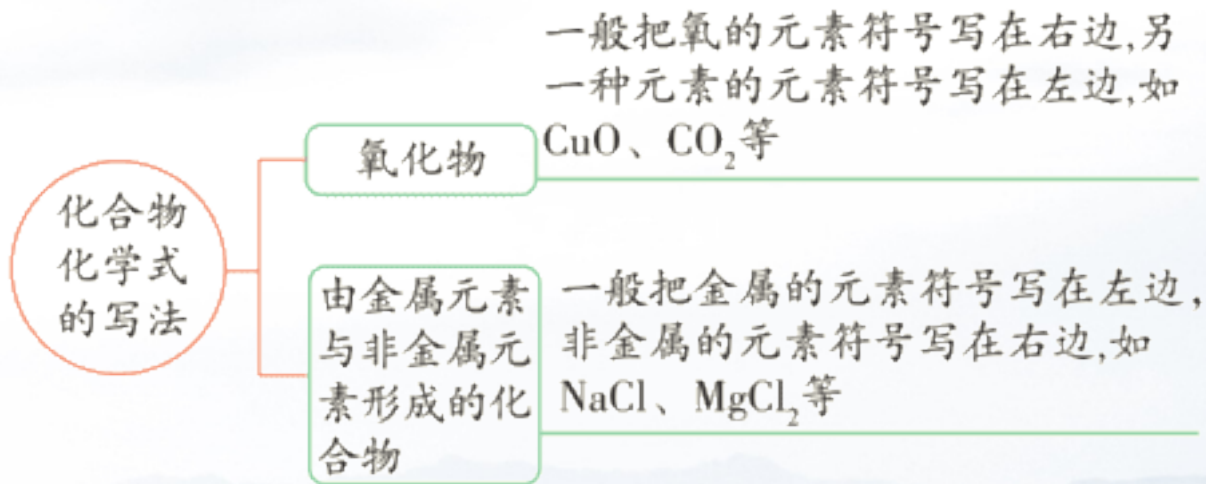 化合物
化学式
的写法
氧化物
一般把氧的元素符号写在右边,另
一种元素的元素符号写在左边,如
CuO、CO₂等
由金属元素
与非金属元
素形成的化
合物
一般把金属的元素符号写在左边,
非金属的元素符号写在右边,如
NaCl、MgCl₂等